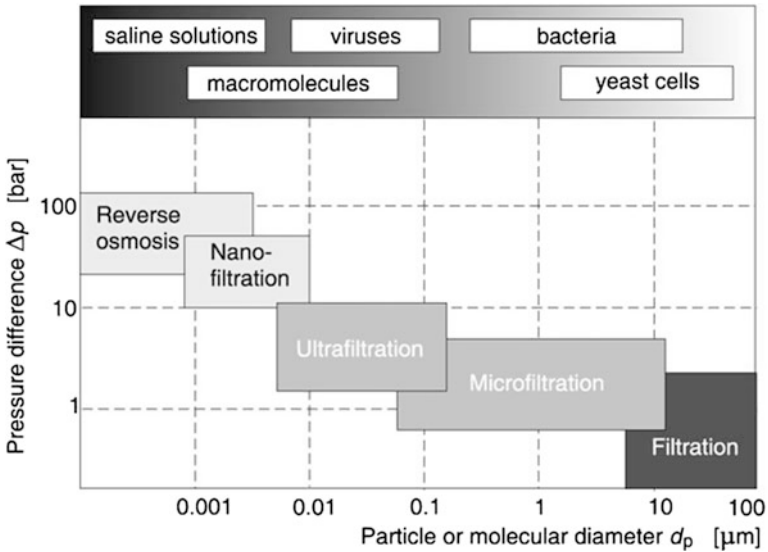 saline solutions
viruses
bacteria
macromolecules
yeast cells
Pressure difference Δp [bar]
100
10
1
Reverse
osmosis
Nano-
filtration
Ultrafiltration
Microfiltration
Filtration
0.001
0.01
0.1
1
10
100
Particle or molecular diameter dp [μm]